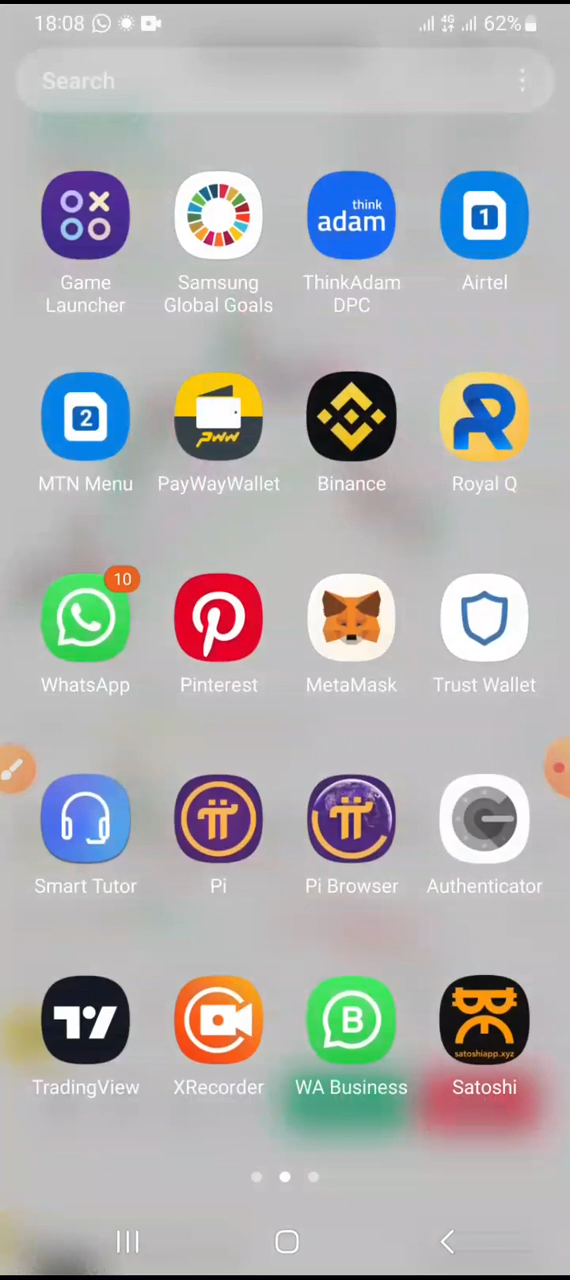 18:08 4G 62%
Search
think
adam
1
Game
Launcher
Samsung
Global Goals
ThinkAdam
DPC
Airtel
2
PWW
MTN Menu
PayWayWallet
Binance
Royal Q
10
WhatsApp
Pinterest
MetaMask
Trust Wallet
Smart Tutor
Pi
Pi Browser
Authenticator
B
satoshiapp.xyz
TradingView
XRecorder
WA Business
Satoshi